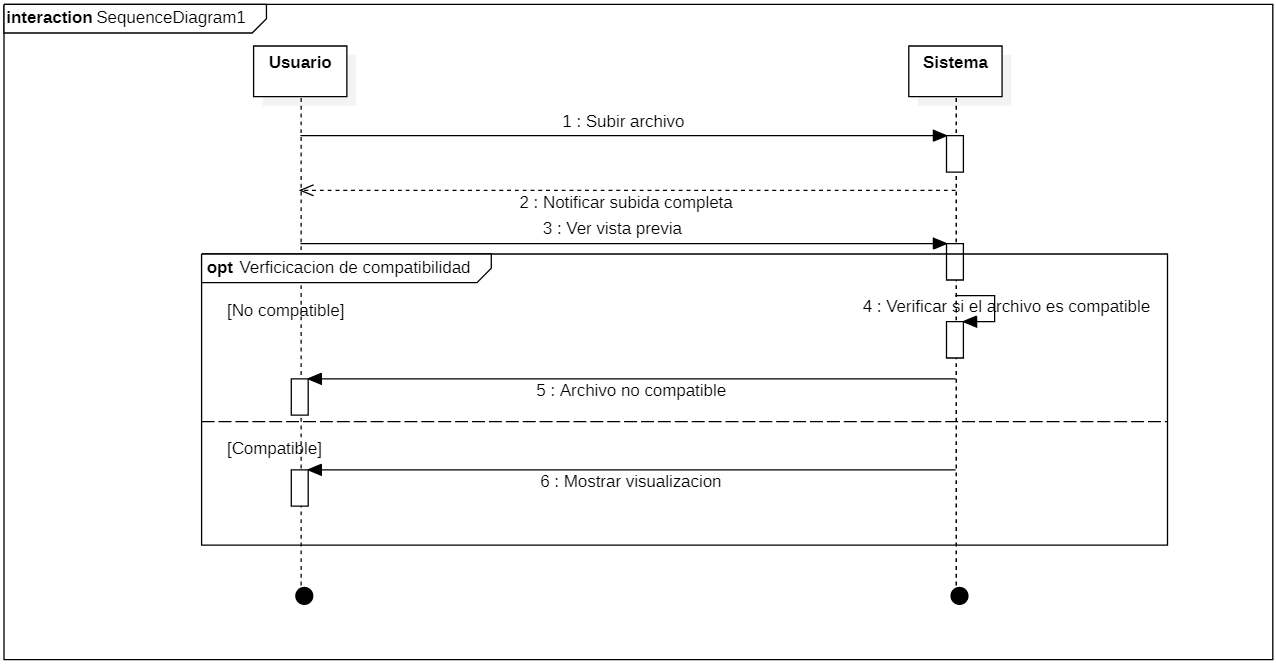 interaction SequenceDiagram1
Usuario
Sistema
1 : Subir archivo
2 : Notificar subida completa
3 : Ver vista previa
opt Verficicacion de compatibilidad
[No compatible]
4 : Verificar si el archivo es compatible
5 : Archivo no compatible
[Compatible]
6 : Mostrar visualizacion